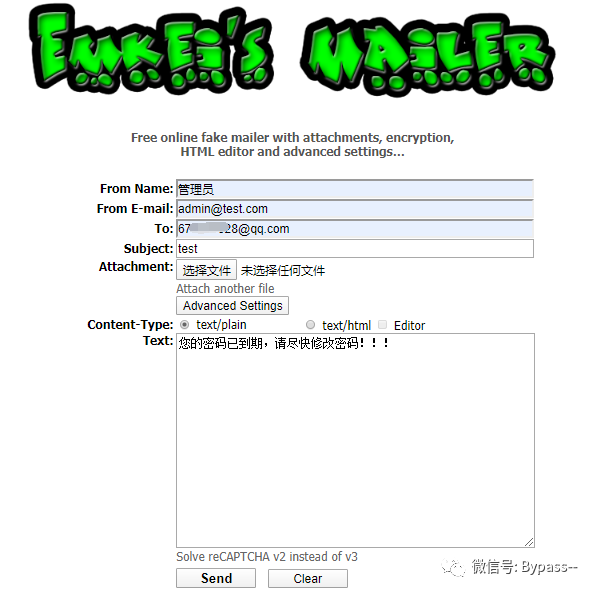 Emkei's Mailer
Free online fake mailer with attachments, encryption,
HTML editor and advanced settings...
From Name: 管理员
From E-mail: admin@test.com
To: 67 28@qq.com
Subject: test
Attachment: 选择文件 未选择任何文件
Attach another file
Advanced Settings
Content-Type: text/plain text/html Editor
Text: 您的密码已到期，请尽快修改密码！！！
Solve reCAPTCHA v2 instead of v3
Send Clear
微信号: Bypass--